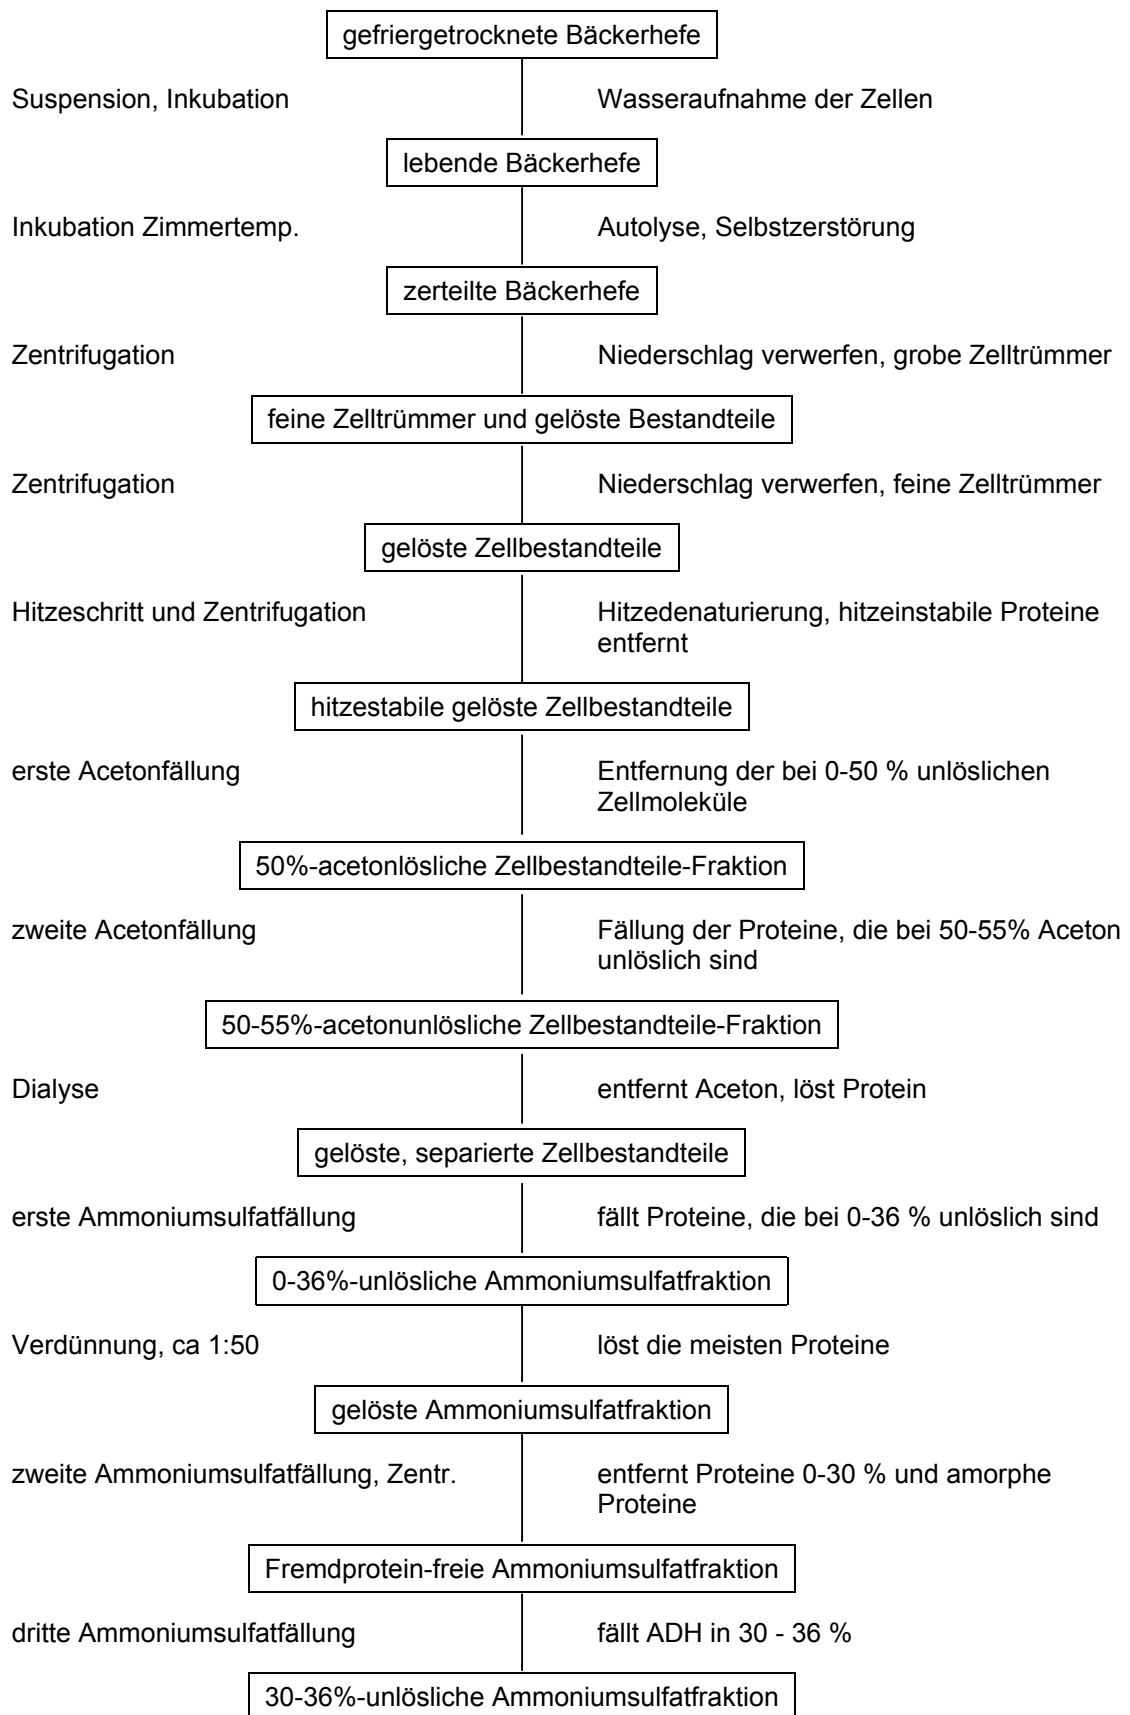 gefriergetrocknete Bäckerhefe
Suspension, Inkubation
Wasseraufnahme der Zellen
lebende Bäckerhefe
Inkubation Zimmertemp.
Autolyse, Selbstzerstörung
zerteilte Bäckerhefe
Zentrifugation
Niederschlag verwerfen, grobe Zelltrümmer
feine Zelltrümmer und gelöste Bestandteile
Zentrifugation
Niederschlag verwerfen, feine Zelltrümmer
gelöste Zellbestandteile
Hitzeschritt und Zentrifugation
Hitzedenaturierung, hitzeinstabile Proteine
entfernt
hitzestabile gelöste Zellbestandteile
erste Acetonfällung
Entfernung der bei 0-50 % unlöslichen
Zellmoleküle
50%-acetonlösliche Zellbestandteile-Fraktion
zweite Acetonfällung
Fällung der Proteine, die bei 50-55% Aceton
unlöslich sind
50-55%-acetonunlösliche Zellbestandteile-Fraktion
Dialyse
entfernt Aceton, löst Protein
gelöste, separierte Zellbestandteile
erste Ammoniumsulfatfällung
fällt Proteine, die bei 0-36 % unlöslich sind
0-36%-unlösliche Ammoniumsulfatfraktion
Verdünnung, ca 1:50
löst die meisten Proteine
gelöste Ammoniumsulfatfraktion
zweite Ammoniumsulfatfällung, Zentr.
entfernt Proteine 0-30 % und amorphe
Proteine
Fremdprotein-freie Ammoniumsulfatfraktion
dritte Ammoniumsulfatfällung
fällt ADH in 30 - 36 %
30-36%-unlösliche Ammoniumsulfatfraktion